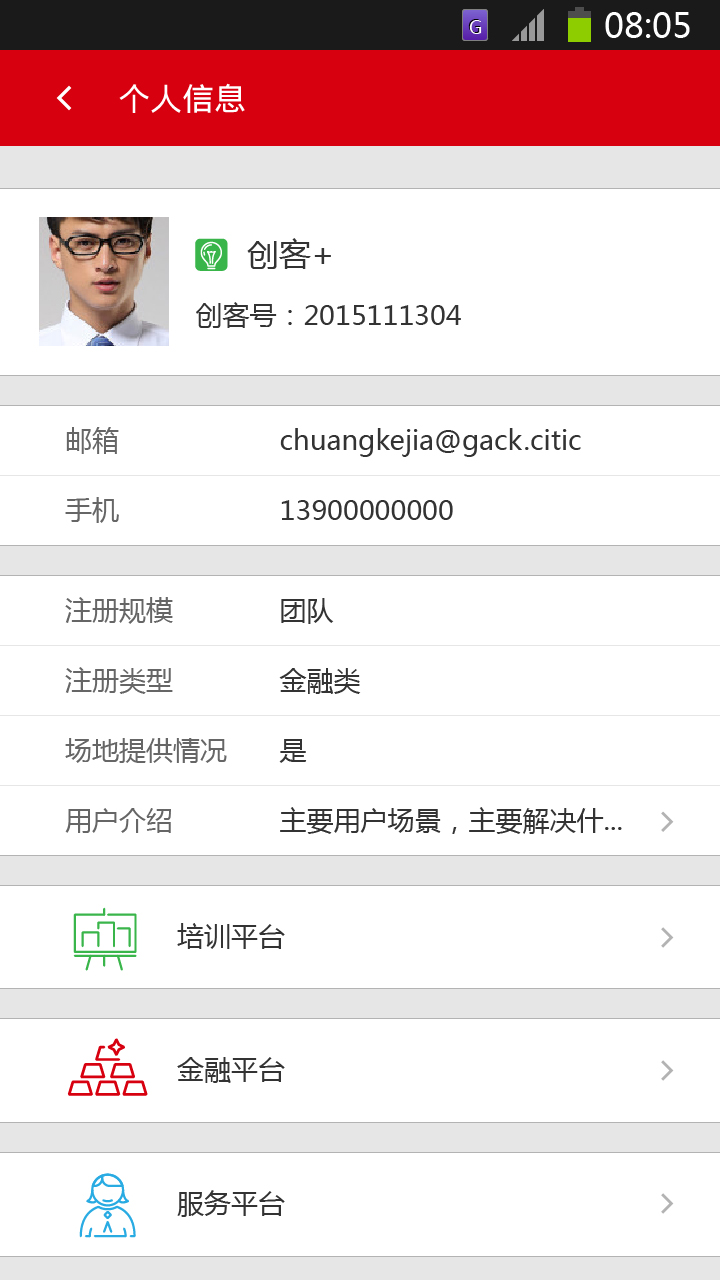 G 08:05
个人信息
创客+
创客号：2015111304
邮箱 chuangkejia@gack.citic
手机 13900000000
注册规模 团队
注册类型 金融类
场地提供情况 是
用户介绍 主要用户场景，主要解决什...
培训平台
金融平台
服务平台